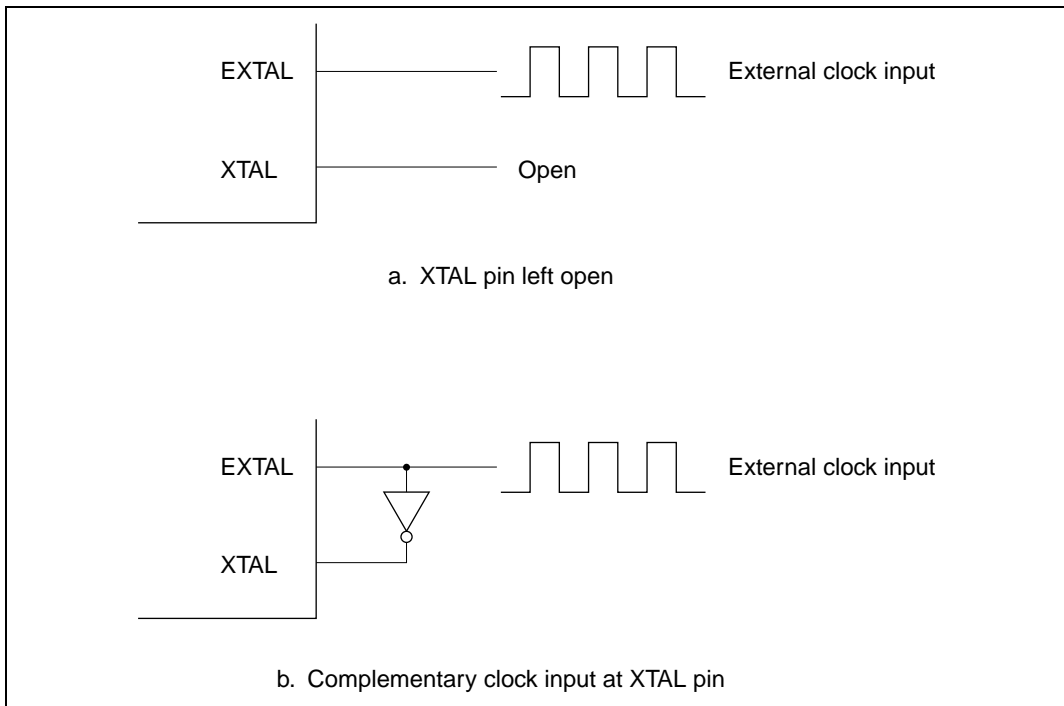 EXTAL External clock input
XTAL Open
a. XTAL pin left open
EXTAL External clock input
XTAL
b. Complementary clock input at XTAL pin